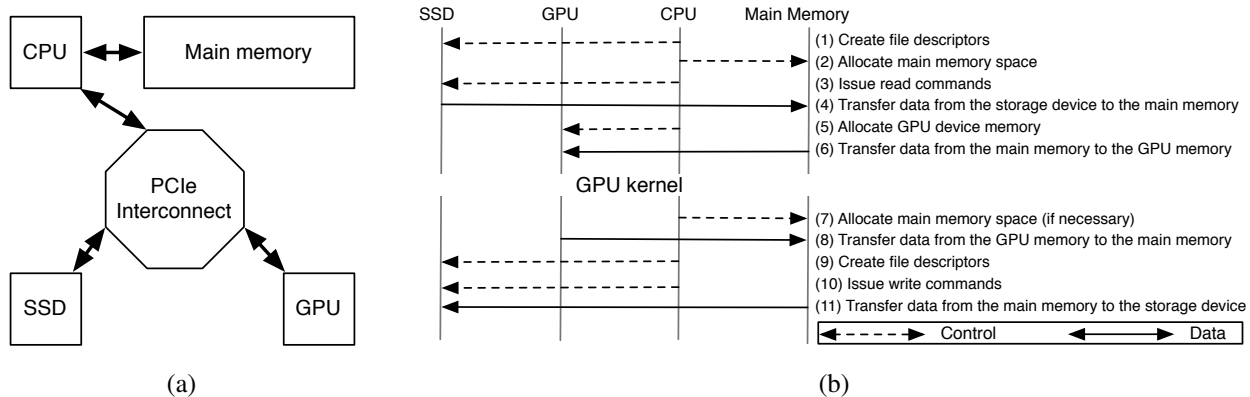 CPU
Main memory
PCIe
Interconnect
SSD
GPU
(a)
SSD GPU CPU Main Memory
(1) Create file descriptors
(2) Allocate main memory space
(3) Issue read commands
(4) Transfer data from the storage device to the main memory
(5) Allocate GPU device memory
(6) Transfer data from the main memory to the GPU memory
GPU kernel
(7) Allocate main memory space (if necessary)
(8) Transfer data from the GPU memory to the main memory
(9) Create file descriptors
(10) Issue write commands
(11) Transfer data from the main memory to the storage device
Control Data
(b)